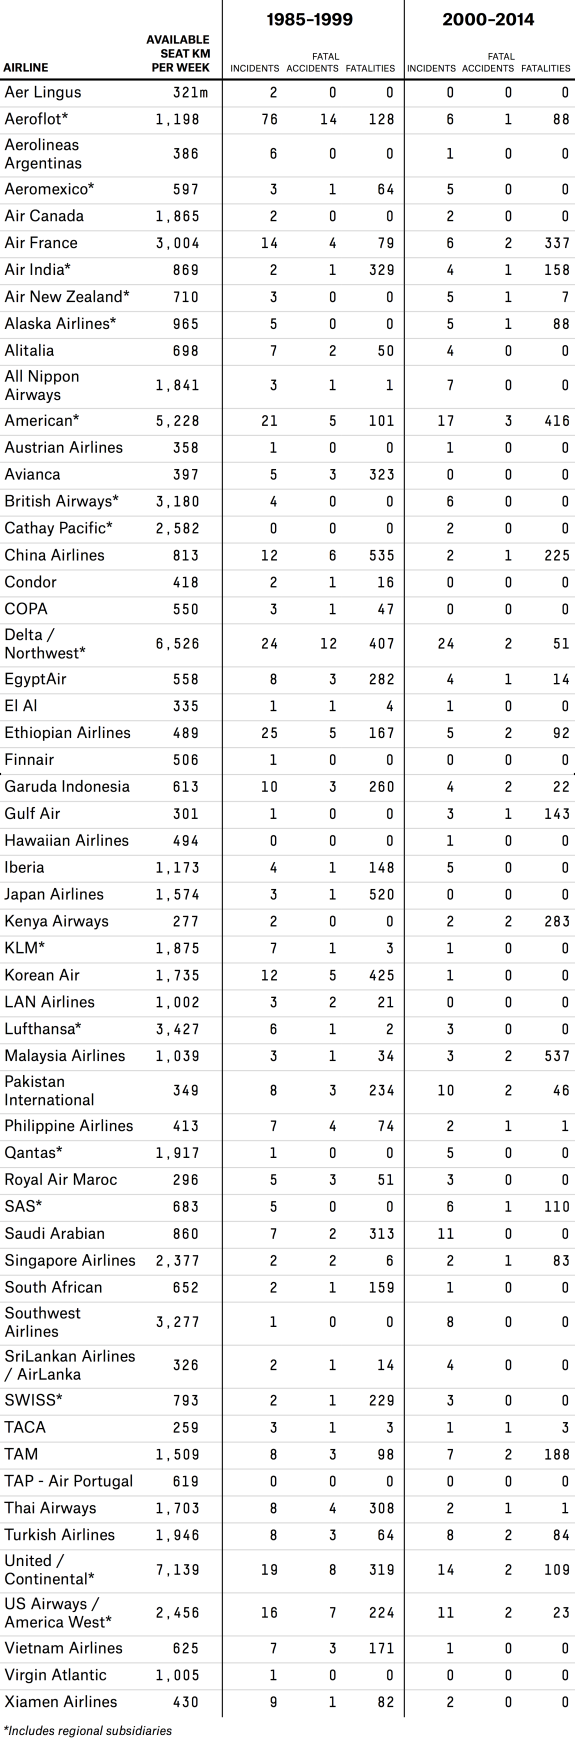 1985–1999 2000–2014
AVAILABLE
SEAT KM FATAL FATAL
AIRLINE PER WEEK INCIDENTS ACCIDENTS FATALITIES INCIDENTS ACCIDENTS FATALITIES
Aer Lingus 321m 2 0 0 0 0 0
Aeroflot* 1,198 76 14 128 6 1 88
Aerolineas
Argentinas 386 6 0 0 1 0 0
Aeromexico* 597 3 1 64 5 0 0
Air Canada 1,865 2 0 0 2 0 0
Air France 3,004 14 4 79 6 2 337
Air India* 869 2 1 329 4 1 158
Air New Zealand* 710 3 0 0 5 1 7
Alaska Airlines* 965 5 0 0 5 1 88
Alitalia 698 7 2 50 4 0 0
All Nippon
Airways 1,841 3 1 1 7 0 0
American* 5,228 21 5 101 17 3 416
Austrian Airlines 358 1 0 0 1 0 0
Avianca 397 5 3 323 0 0 0
British Airways* 3,180 4 0 0 6 0 0
Cathay Pacific* 2,582 0 0 0 2 0 0
China Airlines 813 12 6 535 2 1 225
Condor 418 2 1 16 0 0 0
COPA 550 3 1 47 0 0 0
Delta /
Northwest* 6,526 24 12 407 24 2 51
EgyptAir 558 8 3 282 4 1 14
El Al 335 1 1 4 1 0 0
Ethiopian Airlines 489 25 5 167 5 2 92
Finnair 506 1 0 0 0 0 0
Garuda Indonesia 613 10 3 260 4 2 22
Gulf Air 301 1 0 0 3 1 143
Hawaiian Airlines 494 0 0 0 1 0 0
Iberia 1,173 4 1 148 5 0 0
Japan Airlines 1,574 3 1 520 0 0 0
Kenya Airways 277 2 0 0 2 2 283
KLM* 1,875 7 1 3 1 0 0
Korean Air 1,735 12 5 425 1 0 0
LAN Airlines 1,002 3 2 21 0 0 0
Lufthansa* 3,427 6 1 2 3 0 0
Malaysia Airlines 1,039 3 1 34 3 2 537
Pakistan
International 349 8 3 234 10 2 46
Philippine Airlines 413 7 4 74 2 1 1
Qantas* 1,917 1 0 0 5 0 0
Royal Air Maroc 296 5 3 51 3 0 0
SAS* 683 5 0 0 6 1 110
Saudi Arabian 860 7 2 313 11 0 0
Singapore Airlines 2,377 2 2 6 2 1 83
South African 652 2 1 159 1 0 0
Southwest
Airlines 3,277 1 0 0 8 0 0
SriLankan Airlines
/ AirLanka 326 2 1 14 4 0 0
SWISS* 793 2 1 229 3 0 0
TACA 259 3 1 3 1 1 3
TAM 1,509 8 3 98 7 2 188
TAP - Air Portugal 619 0 0 0 0 0 0
Thai Airways 1,703 8 4 308 2 1 1
Turkish Airlines 1,946 8 3 64 8 2 84
United /
Continental* 7,139 19 8 319 14 2 109
US Airways /
America West* 2,456 16 7 224 11 2 23
Vietnam Airlines 625 7 3 171 1 0 0
Virgin Atlantic 1,005 1 0 0 0 0 0
Xiamen Airlines 430 9 1 82 2 0 0
*Includes regional subsidiaries